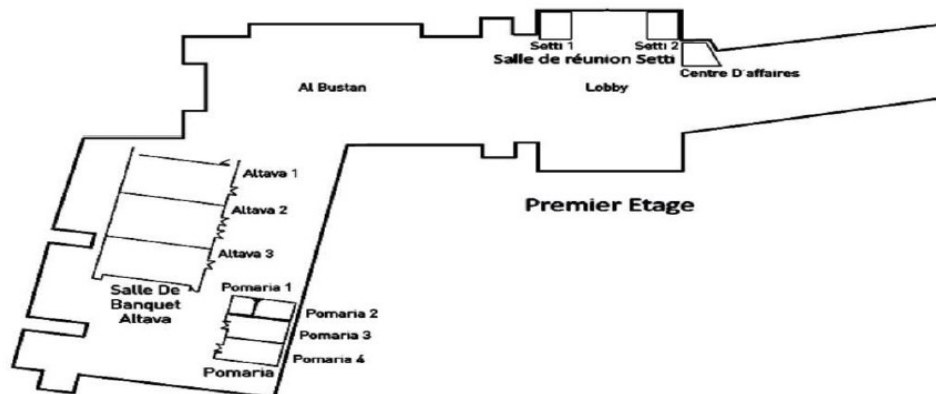 Setti 1
Setti 2
Salle de réunion Setti
Centre D'affaires
Al Bustan
Lobby
Altava 1
Premier Etage
Altava 2
Altava 3
Salle De
Banquet
Altava
Pomaria 1
Pomaria 2
Pomaria 3
Pomaria 4
Pomaria